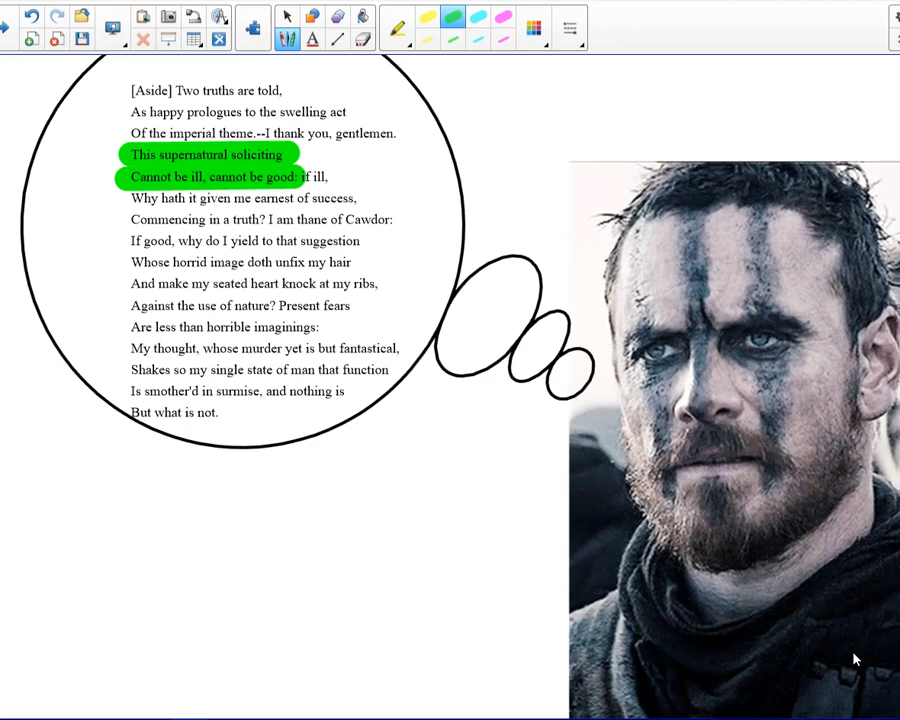 [Aside] Two truths are told,
As happy prologues to the swelling act
Of the imperial theme.--I thank you, gentlemen.
This supernatural soliciting
Cannot be ill, cannot be good: if ill,
Why hath it given me earnest of success,
Commencing in a truth? I am thane of Cawdor:
If good, why do I yield to that suggestion
Whose horrid image doth unfix my hair
And make my seated heart knock at my ribs,
Against the use of nature? Present fears
Are less than horrible imaginings:
My thought, whose murder yet is but fantastical,
Shakes so my single state of man that function
Is smother'd in surmise, and nothing is
But what is not.